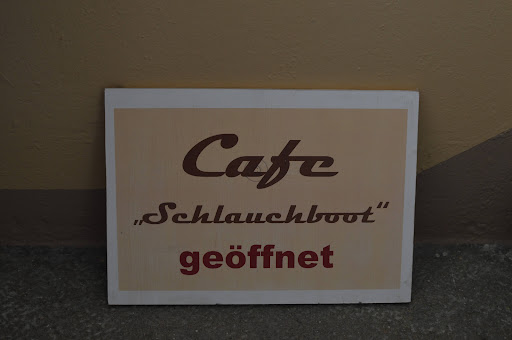 Cafe
„Schlauchboot“
geöffnet